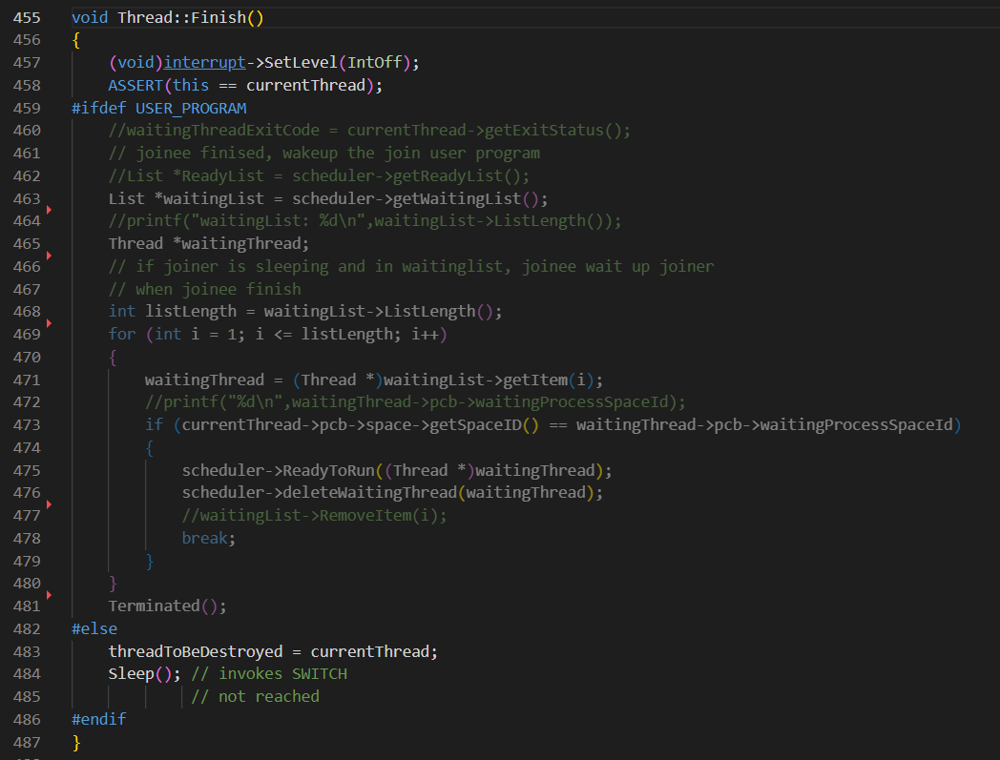 455 void Thread::Finish()
456 {
457 (void)interrupt->SetLevel(IntOff);
458 ASSERT(this == currentThread);
459 #ifdef USER_PROGRAM
460 //waitingThreadExitCode = currentThread->getExitStatus();
461 // joinee finised, wakeup the join user program
462 //List *ReadyList = scheduler->getReadyList();
463 List *waitingList = scheduler->getWaitingList();
464 //printf("waitingList: %d\n",waitingList->ListLength());
465 Thread *waitingThread;
466 // if joiner is sleeping and in waitinglist, joinee wait up joiner
467 // when joinee finish
468 int listLength = waitingList->ListLength();
469 for (int i = 1; i <= listLength; i++)
470 {
471 waitingThread = (Thread *)waitingList->getItem(i);
472 //printf("%d\n",waitingThread->pcb->waitingProcessSpaceId);
473 if (currentThread->pcb->space->getSpaceID() == waitingThread->pcb->waitingProcessSpaceId)
474 {
475 scheduler->ReadyToRun((Thread *)waitingThread);
476 scheduler->deleteWaitingThread(waitingThread);
477 //waitingList->RemoveItem(i);
478 break;
479 }
480 }
481 Terminated();
482 #else
483 threadToBeDestroyed = currentThread;
484 Sleep(); // invokes SWITCH
485 // not reached
486 #endif
487 }